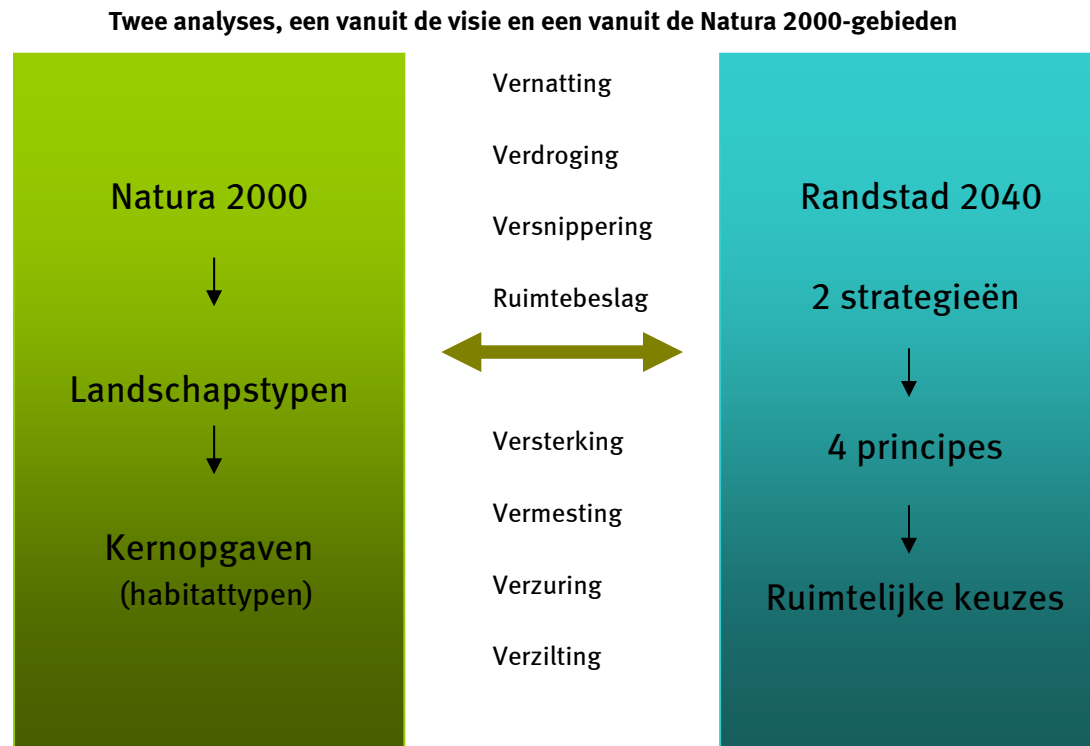 Twee analyses, een vanuit de visie en een vanuit de Natura 2000-gebieden
Natura 2000
Landschapstypen
Kernopgaven
(habitattypen)
Vernatting
Verdroging
Versnippering
Ruimtebeslag
Versterking
Vermesting
Verzuring
Verzilting
Randstad 2040
2 strategieën
4 principes
Ruimtelijke keuzes